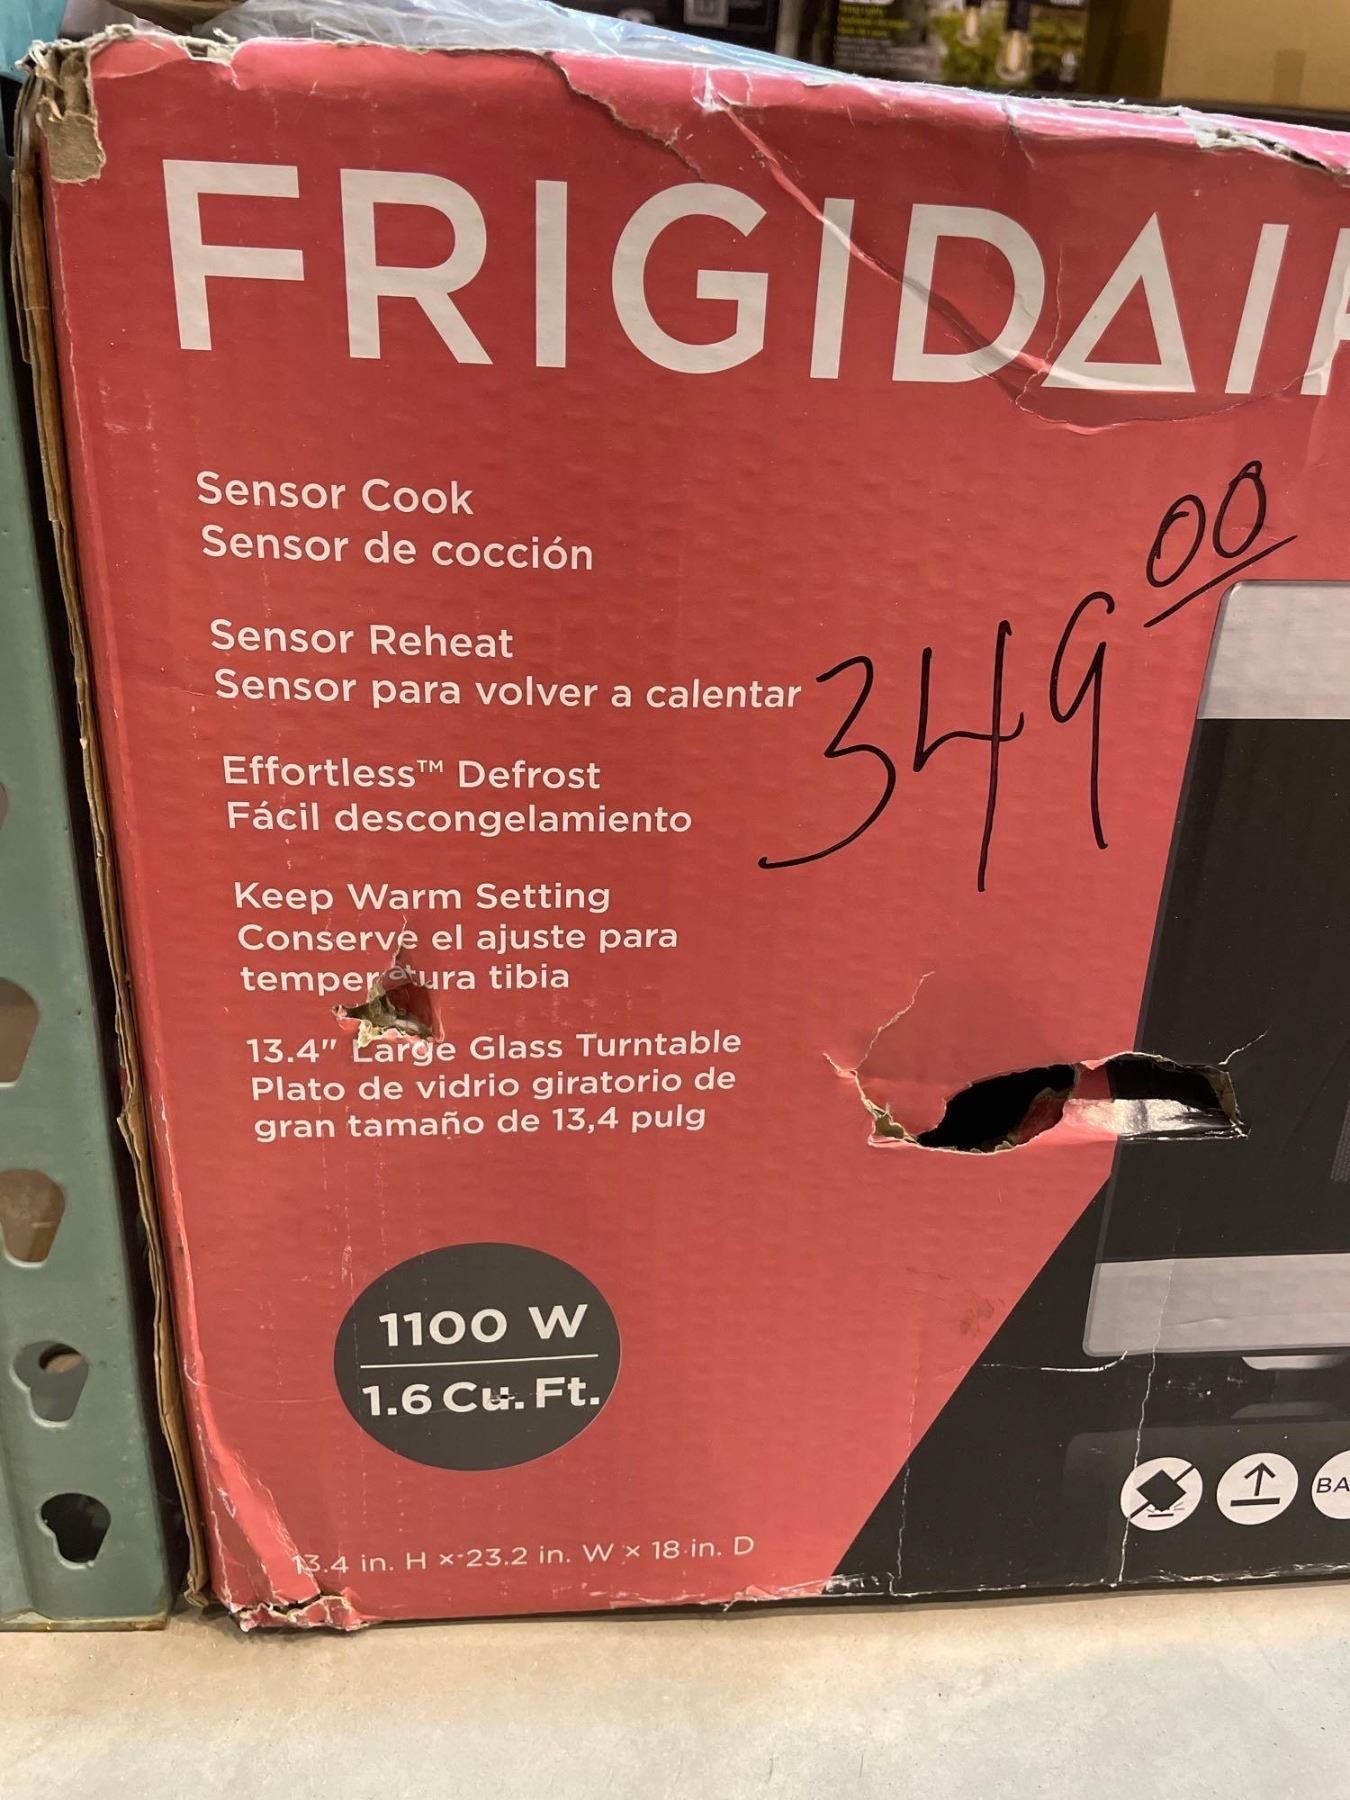 FRIGIDAI
Sensor Cook
Sensor de cocción
Sensor Reheat
Sensor para volver a calentar
349.00
Effortless™ Defrost
Fácil descongelamiento
Keep Warm Setting
Conserve el ajuste para
temperatura tibia
13.4" Large Glass Turntable
Plato de vidrio giratorio de
gran tamaño de 13,4 pulg
1100 W
1.6 Cu. Ft.
BA
13.4 in. H x 23.2 in. W x 18 in. D